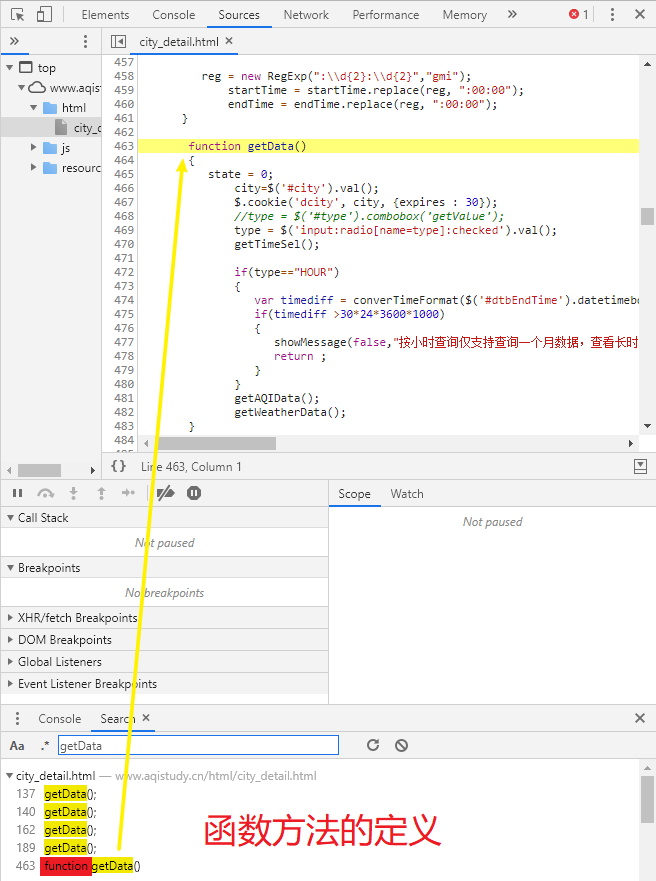 Elements Console Sources Network Performance Memory » 1
» city_detail.html ×
top
www.aqis
html
city_d
js
resourc
457
458 reg = new RegExp(":\\d{2}:\\d{2}","gmi");
459 startTime = startTime.replace(reg, ":00:00");
460 endTime = endTime.replace(reg, ":00:00");
461 }
462
463 function getData()
464 {
465 state = 0;
466 city=$('#city').val();
467 $.cookie('dcity', city, {expires : 30});
468 //type = $('#type').combobox('getValue');
469 type = $('input:radio[name=type]:checked').val();
470 getTimeSel();
471
472 if(type=="HOUR")
473 {
474 var timediff = converTimeFormat($('#dtbEndTime').datetimeb
475 if(timediff >30*24*3600*1000)
476 {
477 showMessage(false,"按小时查询仅支持查询一个月数据，查看长时
478 return ;
479 }
480 }
481 getAQIData();
482 getWeatherData();
483 }
484
{} Line 463, Column 1
Scope Watch
Call Stack
Not paused
Not paused
Breakpoints
No breakpoints
XHR/fetch Breakpoints
DOM Breakpoints
Global Listeners
Event Listener Breakpoints
Console Search ×
Aa .* getData
city_detail.html — www.aqistudy.cn/html/city_detail.html
137 getData();
140 getData();
162 getData();
189 getData();
463 function getData()
函数方法的定义